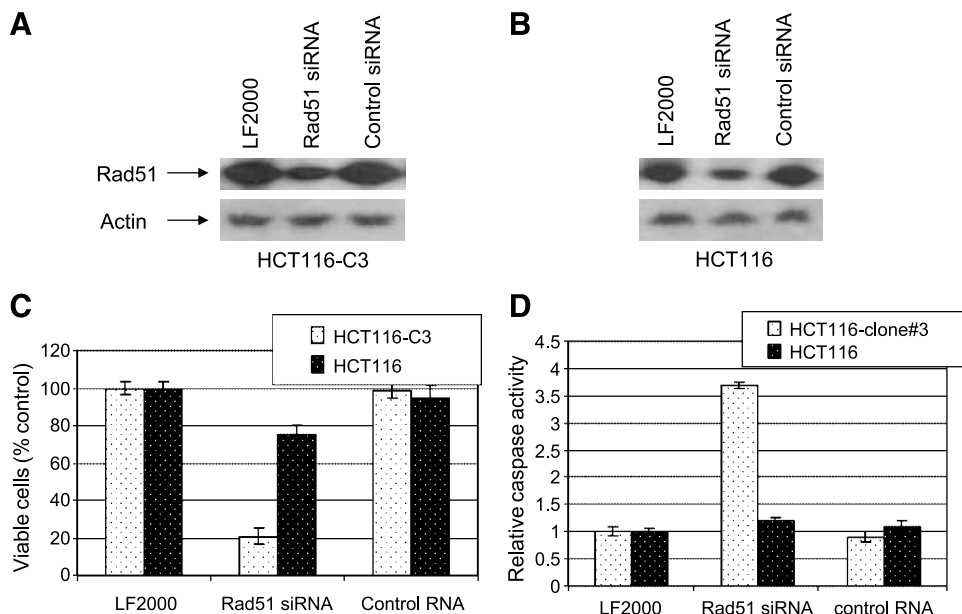 A
LF2000
Rad51 siRNA
Control siRNA
Rad51
Actin
HCT116-C3
B
LF2000
Rad51 siRNA
Control siRNA
HCT116
C
HCT116-C3
HCT116
Viable cells (% control)
120
100
80
60
40
20
0
LF2000
Rad51 siRNA
Control RNA
D
HCT116-clone#3
HCT116
Relative caspase activity
4.5
4
3.5
3
2.5
2
1.5
1
0.5
0
LF2000
Rad51 siRNA
control RNA